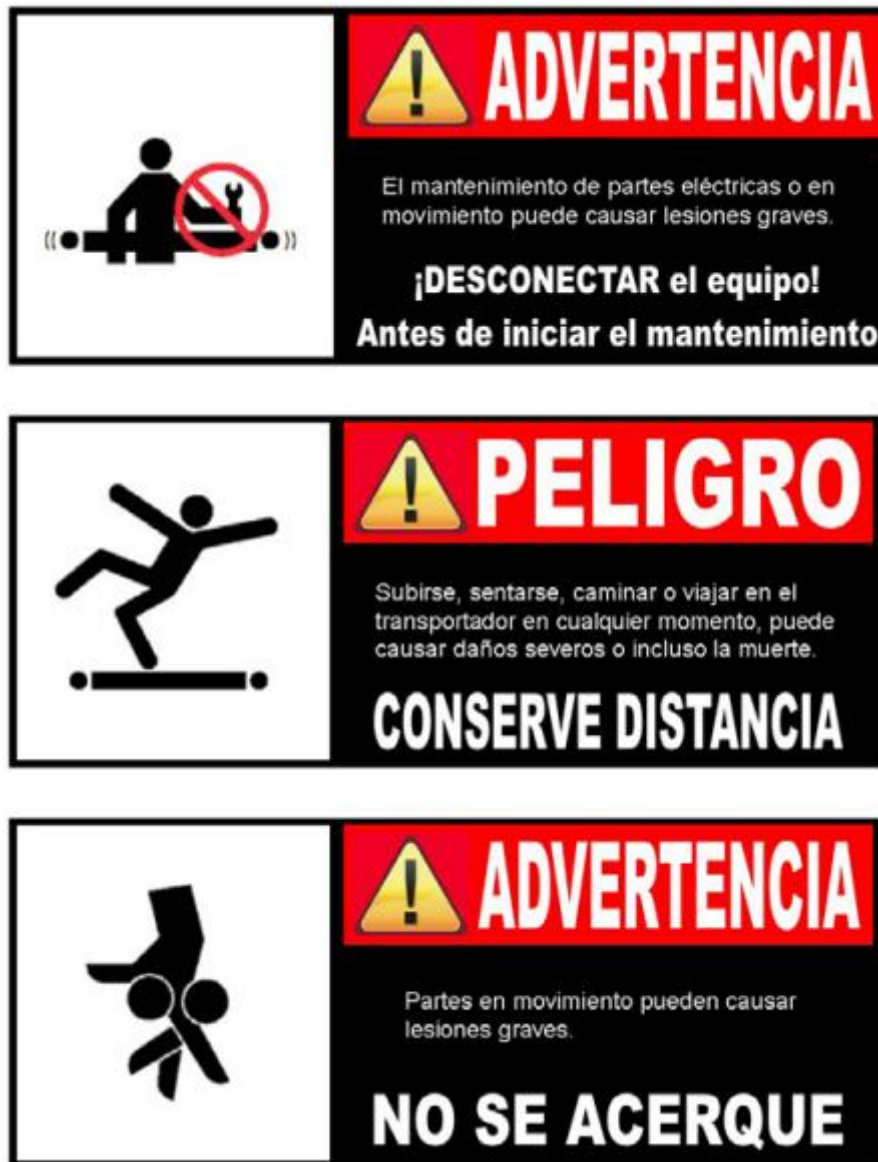 ADVERTENCIA
El mantenimiento de partes eléctricas o en
movimiento puede causar lesiones graves.
¡DESCONECTAR el equipo!
Antes de iniciar el mantenimiento
PELIGRO
Subirse, sentarse, caminar o viajar en el
transportador en cualquier momento, puede
causar daños severos o incluso la muerte.
CONSERVE DISTANCIA
ADVERTENCIA
Partes en movimiento pueden causar
lesiones graves.
NO SE ACERQUE